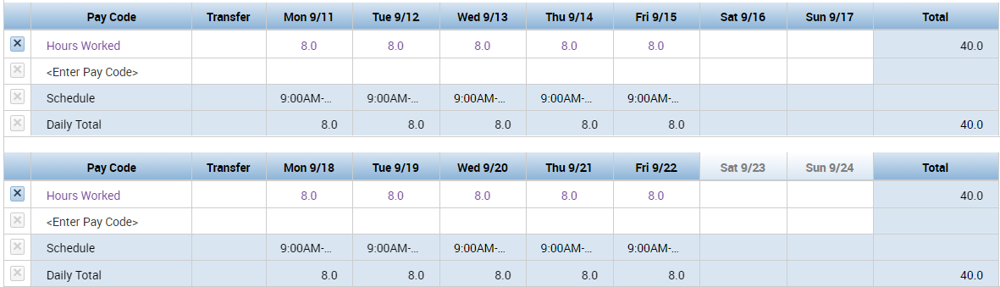 Pay Code Transfer Mon 9/11 Tue 9/12 Wed 9/13 Thu 9/14 Fri 9/15 Sat 9/16 Sun 9/17 Total
Hours Worked 8.0 8.0 8.0 8.0 8.0 40.0
<Enter Pay Code>
Schedule 9:00AM-... 9:00AM-... 9:00AM-... 9:00AM-... 9:00AM-...
Daily Total 8.0 8.0 8.0 8.0 8.0 40.0
Pay Code Transfer Mon 9/18 Tue 9/19 Wed 9/20 Thu 9/21 Fri 9/22 Sat 9/23 Sun 9/24 Total
Hours Worked 8.0 8.0 8.0 8.0 8.0 40.0
<Enter Pay Code>
Schedule 9:00AM-... 9:00AM-... 9:00AM-... 9:00AM-... 9:00AM-...
Daily Total 8.0 8.0 8.0 8.0 8.0 40.0